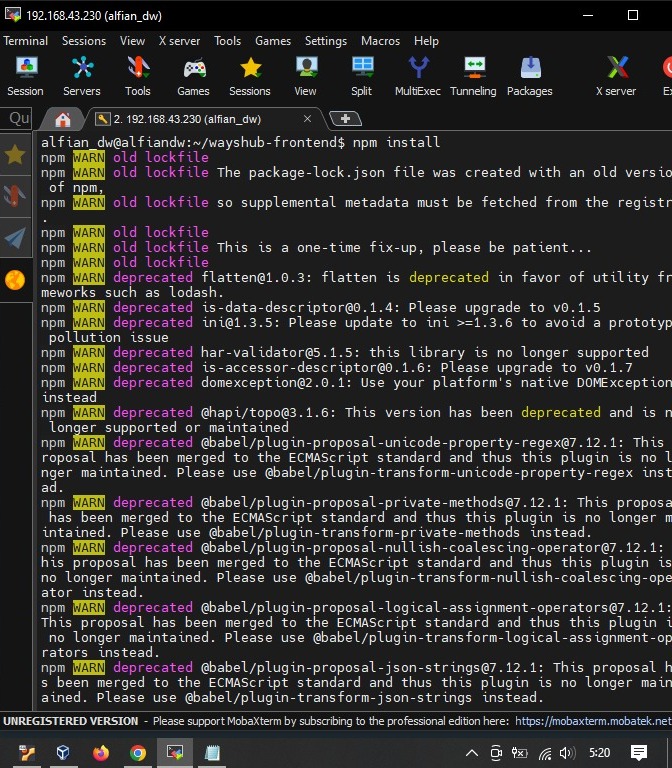 192.168.43.230 (alfian_dw)
Terminal Sessions View X server Tools Games Settings Macros Help
Session Servers Tools Games Sessions View Split MultiExec Tunneling Packages X server
Qu
2. 192.168.43.230 (alfian_dw)
alfian_dw@alfiandw:~/wayshub-frontend$ npm install
npm WARN old lockfile
npm WARN old lockfile The package-lock.json file was created with an old versio
of npm,
npm WARN old lockfile so supplemental metadata must be fetched from the registr
.
npm WARN old lockfile
npm WARN old lockfile This is a one-time fix-up, please be patient...
npm WARN old lockfile
npm WARN deprecated flatten@1.0.3: flatten is deprecated in favor of utility fr
meworks such as lodash.
npm WARN deprecated is-data-descriptor@0.1.4: Please upgrade to v0.1.5
npm WARN deprecated ini@1.3.5: Please update to ini >=1.3.6 to avoid a prototyp
pollution issue
npm WARN deprecated har-validator@5.1.5: this library is no longer supported
npm WARN deprecated is-accessor-descriptor@0.1.6: Please upgrade to v0.1.7
npm WARN deprecated domexception@2.0.1: Use your platform's native DOMException
instead
npm WARN deprecated @hapi/topo@3.1.6: This version has been deprecated and is n
longer supported or maintained
npm WARN deprecated @babel/plugin-proposal-unicode-property-regex@7.12.1: This
roposal has been merged to the ECMAScript standard and thus this plugin is no l
nger maintained. Please use @babel/plugin-transform-unicode-property-regex inst
ad.
npm WARN deprecated @babel/plugin-proposal-private-methods@7.12.1: This proposa
has been merged to the ECMAScript standard and thus this plugin is no longer m
intained. Please use @babel/plugin-transform-private-methods instead.
npm WARN deprecated @babel/plugin-proposal-nullish-coalescing-operator@7.12.1:
his proposal has been merged to the ECMAScript standard and thus this plugin is
no longer maintained. Please use @babel/plugin-transform-nullish-coalescing-ope
ator instead.
npm WARN deprecated @babel/plugin-proposal-logical-assignment-operators@7.12.1:
This proposal has been merged to the ECMAScript standard and thus this plugin i
no longer maintained. Please use @babel/plugin-transform-logical-assignment-op
rators instead.
npm WARN deprecated @babel/plugin-proposal-json-strings@7.12.1: This proposal h
s been merged to the ECMAScript standard and thus this plugin is no longer main
ained. Please use @babel/plugin-transform-json-strings instead.
UNREGISTERED VERSION - Please support MobaXterm by subscribing to the professional edition here: https://mobaxterm.mobatek.net
5:20